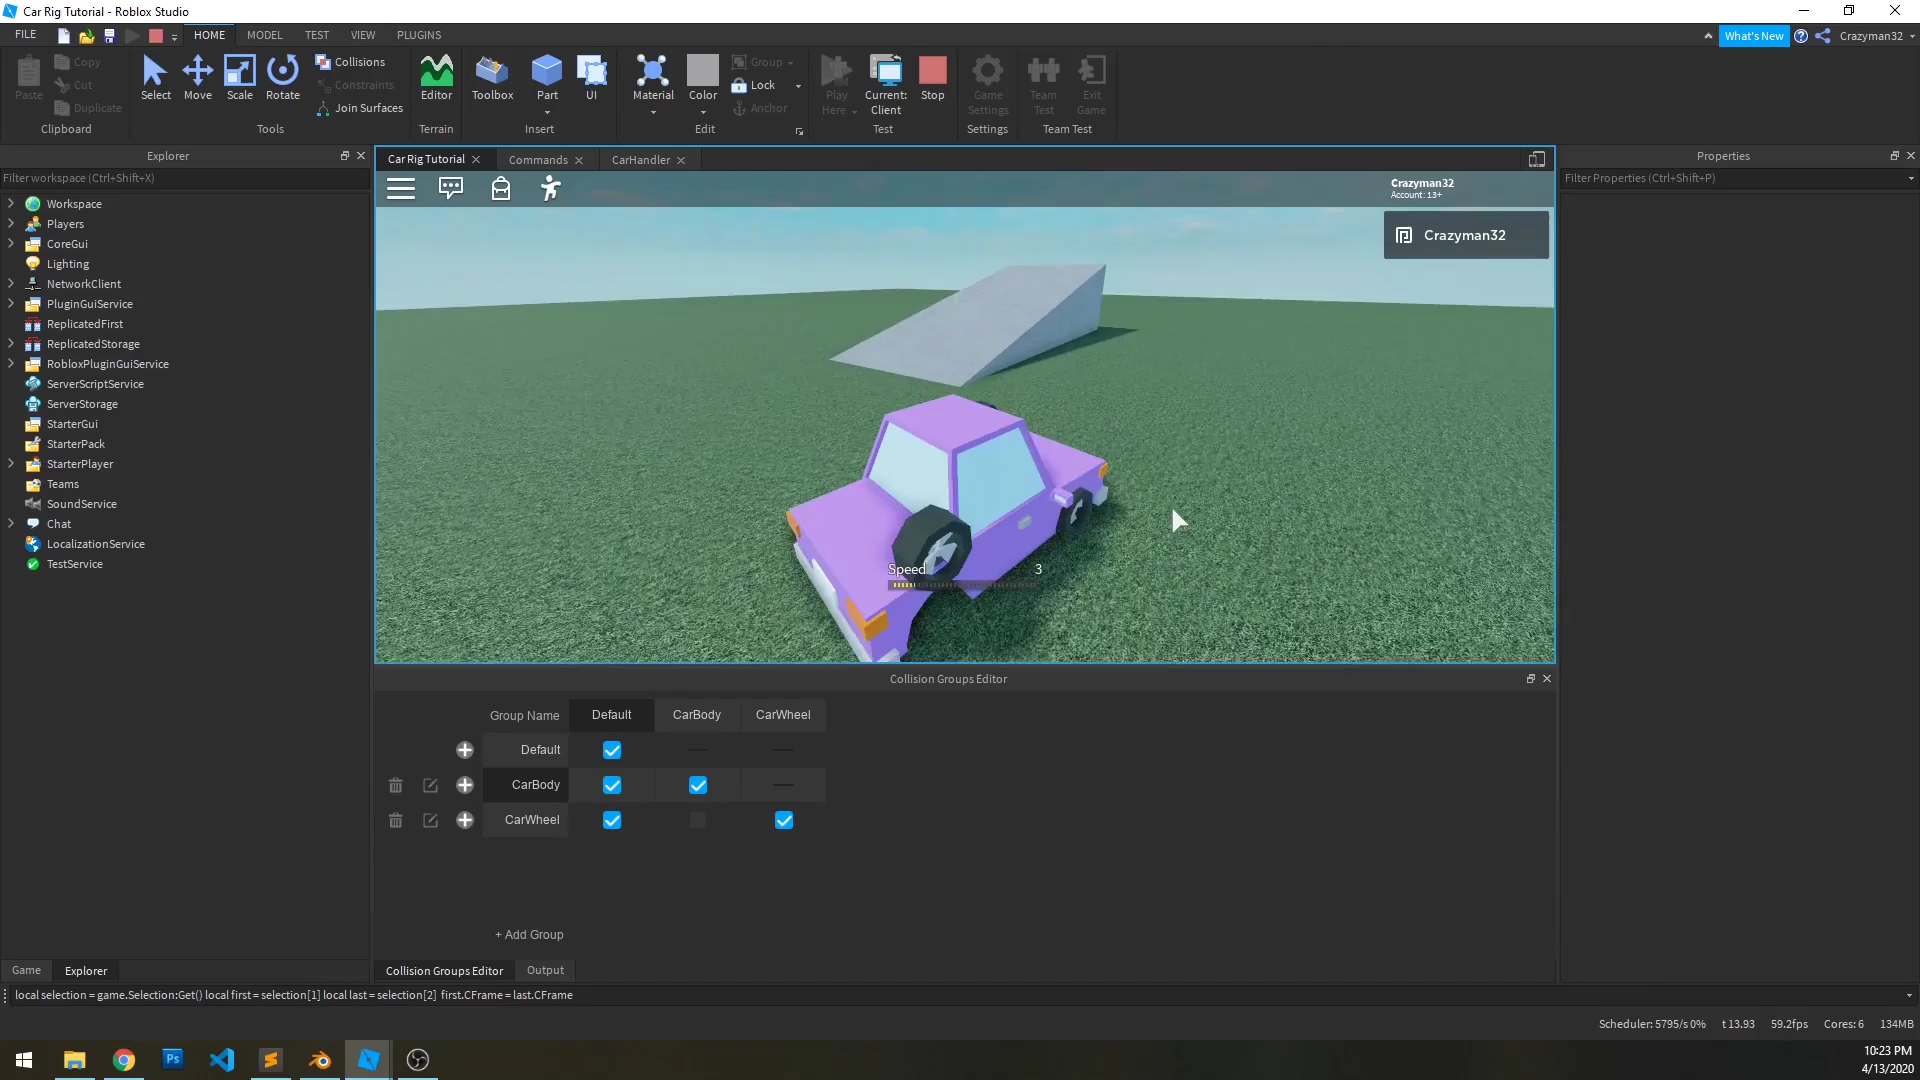 Car Rig Tutorial - Roblox Studio
FILE HOME MODEL TEST VIEW PLUGINS What's New Crazyman32
Paste Copy Cut Duplicate
Clipboard
Select Move Scale Rotate Collisions Constraints Join Surfaces
Tools
Editor
Terrain
Toolbox Part UI
Insert
Material Color Group Lock Anchor
Edit
Play Here Current: Client Stop
Test
Game Settings
Settings
Team Test Exit Game
Team Test
Explorer
Filter workspace (Ctrl+Shift+X)
Workspace
Players
CoreGui
Lighting
NetworkClient
PluginGuiService
ReplicatedFirst
ReplicatedStorage
RobloxPluginGuiService
ServerScriptService
ServerStorage
StarterGui
StarterPack
StarterPlayer
Teams
SoundService
Chat
LocalizationService
TestService
Game Explorer
Car Rig Tutorial Commands CarHandler
Crazyman32
Account: 13+
Crazyman32
Speed 3
Properties
Filter Properties (Ctrl+Shift+P)
Collision Groups Editor
Group Name Default CarBody CarWheel
Default
CarBody
CarWheel
+ Add Group
Collision Groups Editor Output
local selection = game.Selection:Get() local first = selection[1] local last = selection[2] first.CFrame = last.CFrame
Scheduler: 5795/s 0% t 13.93 59.2fps Cores: 6 134MB
Ps
10:23 PM
4/13/2020